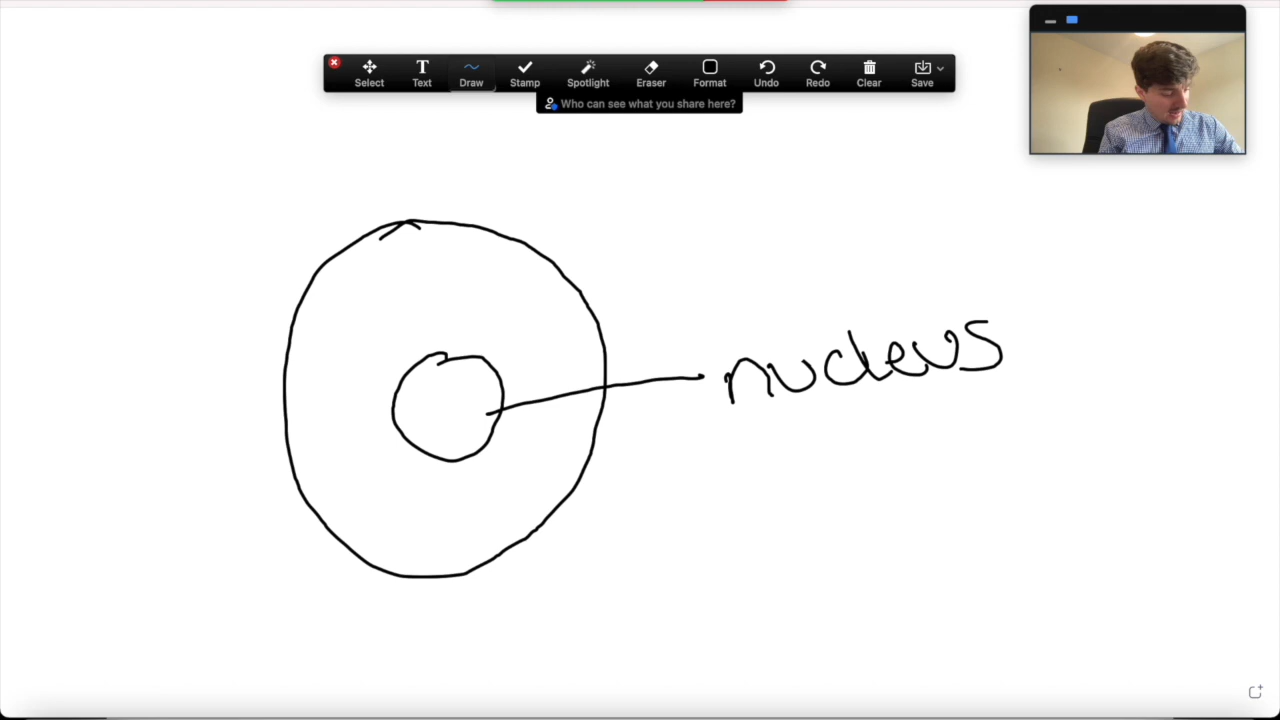 Select Text Draw Stamp Spotlight Eraser Format Undo Redo Clear Save
Who can see what you share here?
nucleus